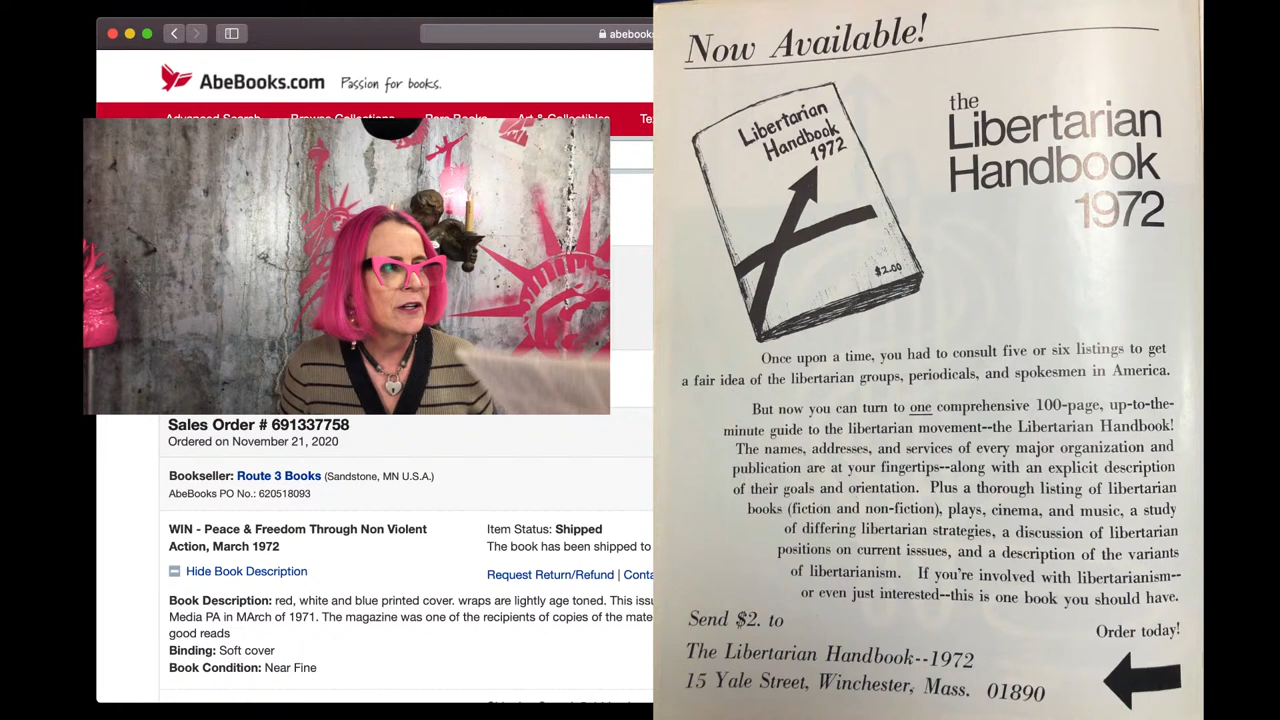 abebooks
AbeBooks.com Passion for books.
Advanced Search Browse Collections Rare Books Art & Collectibles
Sales Order # 691337758
Ordered on November 21, 2020
Bookseller: Route 3 Books (Sandstone, MN U.S.A.)
AbeBooks PO No.: 620518093
WIN - Peace & Freedom Through Non Violent
Action, March 1972
Item Status: Shipped
The book has been shipped to
Hide Book Description
Request Return/Refund | Conta
Book Description: red, white and blue printed cover. wraps are lightly age toned. This issu
Media PA in MArch of 1971. The magazine was one of the recipients of copies of the mate
good reads
Binding: Soft cover
Book Condition: Near Fine
Now Available!
Libertarian
Handbook
1972
$2.00
the
Libertarian
Handbook
1972
Once upon a time, you had to consult five or six listings to get
a fair idea of the libertarian groups, periodicals, and spokesmen in America.
But now you can turn to one comprehensive 100-page, up-to-the-
minute guide to the libertarian movement--the Libertarian Handbook!
The names, addresses, and services of every major organization and
publication are at your fingertips--along with an explicit description
of their goals and orientation. Plus a thorough listing of libertarian
books (fiction and non-fiction), plays, cinema, and music, a study
of differing libertarian strategies, a discussion of libertarian
positions on current isssues, and a description of the variants
of libertarianism. If you're involved with libertarianism--
or even just interested--this is one book you should have.
Order today!
Send $2. to
The Libertarian Handbook--1972
15 Yale Street, Winchester, Mass. 01890